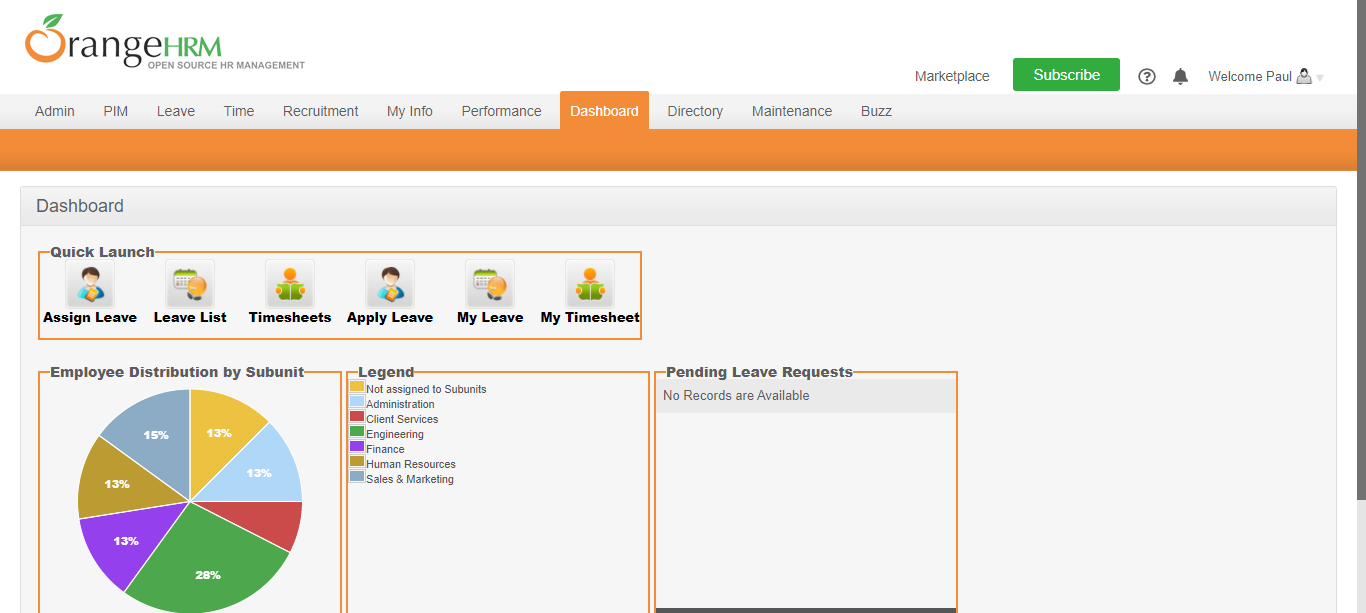 OrangeHRM
OPEN SOURCE HR MANAGEMENT
Marketplace Subscribe Welcome Paul
Admin PIM Leave Time Recruitment My Info Performance Dashboard Directory Maintenance Buzz
Dashboard
Quick Launch
Assign Leave Leave List Timesheets Apply Leave My Leave My Timesheet
Employee Distribution by Subunit
13%
13%
28%
13%
13%
15%
Legend
Not assigned to Subunits
Administration
Client Services
Engineering
Finance
Human Resources
Sales & Marketing
Pending Leave Requests
No Records are Available